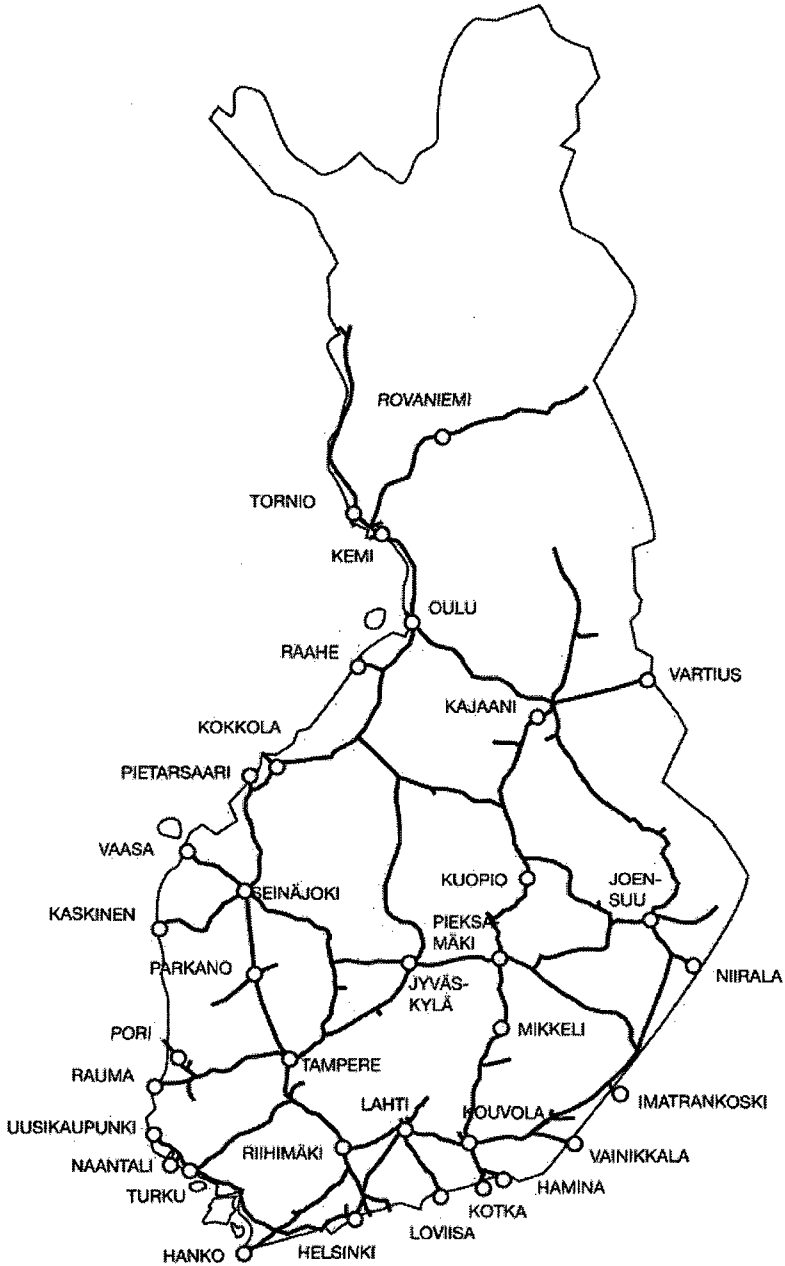 ROVANIEMI
TORNIO
KEMI
OULU
RAAHE
VARTIUS
KAJAANI
KOKKOLA
PIETARSAARI
VAASA
KUOPIO
JOEN-
SUU
SEINÄJOKI
KASKINEN
PIEKSÄ-
MÄKI
PARKANO
NIIRALA
JYVÄS-
KYLÄ
MIKKELI
PORI
TAMPERE
RAUMA
IMATRANKOSKI
LAHTI
KOUVOLA
UUSIKAUPUNKI
RIIHIMÄKI
VAINIKKALA
NAANTALI
TURKU
HAMINA
KOTKA
LOVIISA
HELSINKI
HANKO